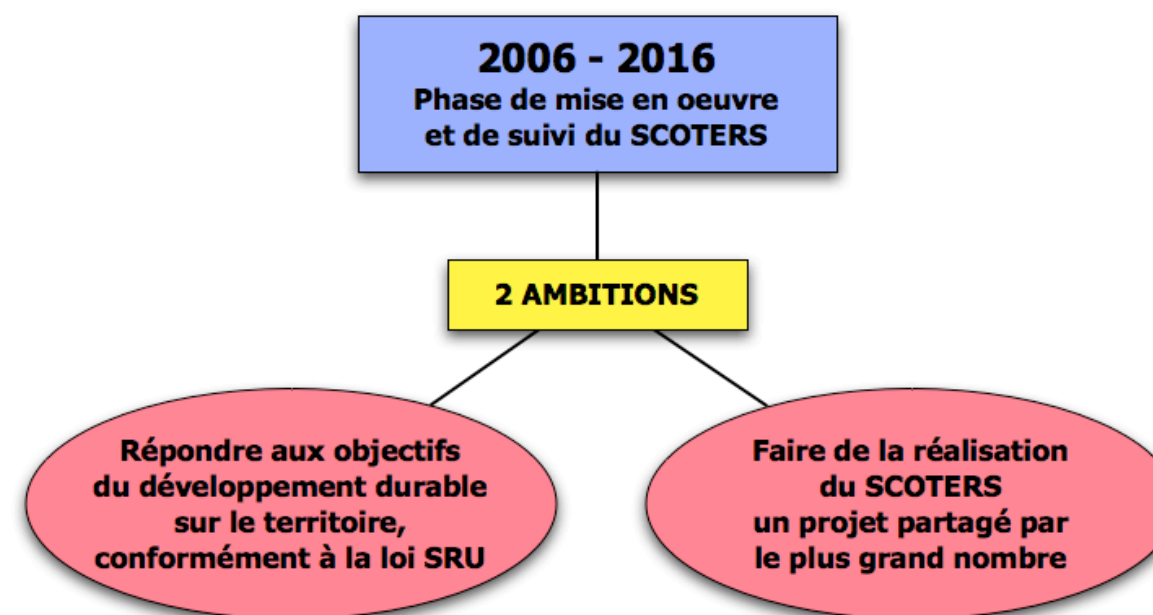 2006 - 2016
Phase de mise en oeuvre
et de suivi du SCOTERS
2 AMBITIONS
Répondre aux objectifs
du développement durable
sur le territoire,
conformément à la loi SRU
Faire de la réalisation
du SCOTERS
un projet partagé par
le plus grand nombre